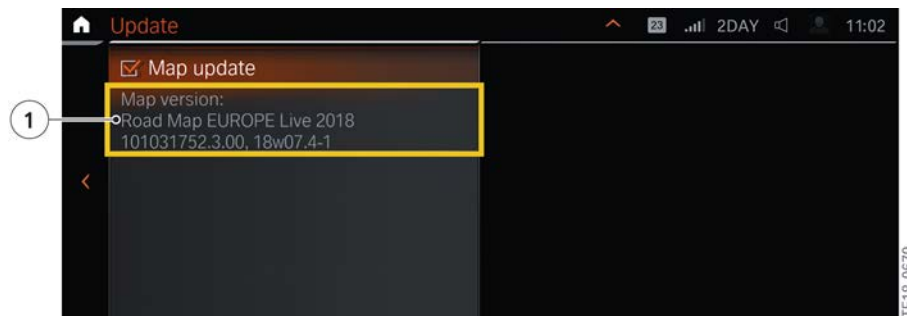 Update
23
2DAY
11:02
Map update
Map version:
Road Map EUROPE Live 2018
101031752.3.00, 18w07.4-1
1